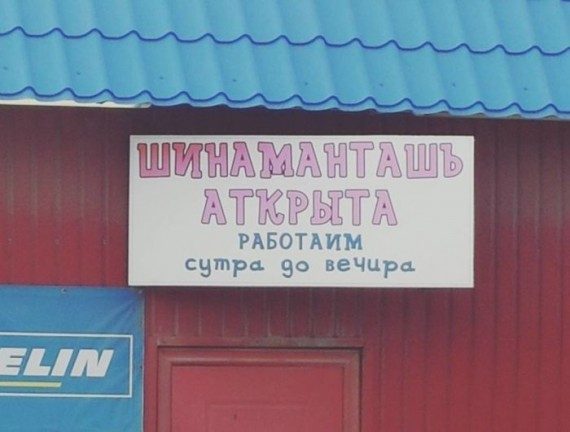 ШИНАМАНТАШЪ
АТКРЫТА
РАБОТАИМ
сутра до вечира
ELIN